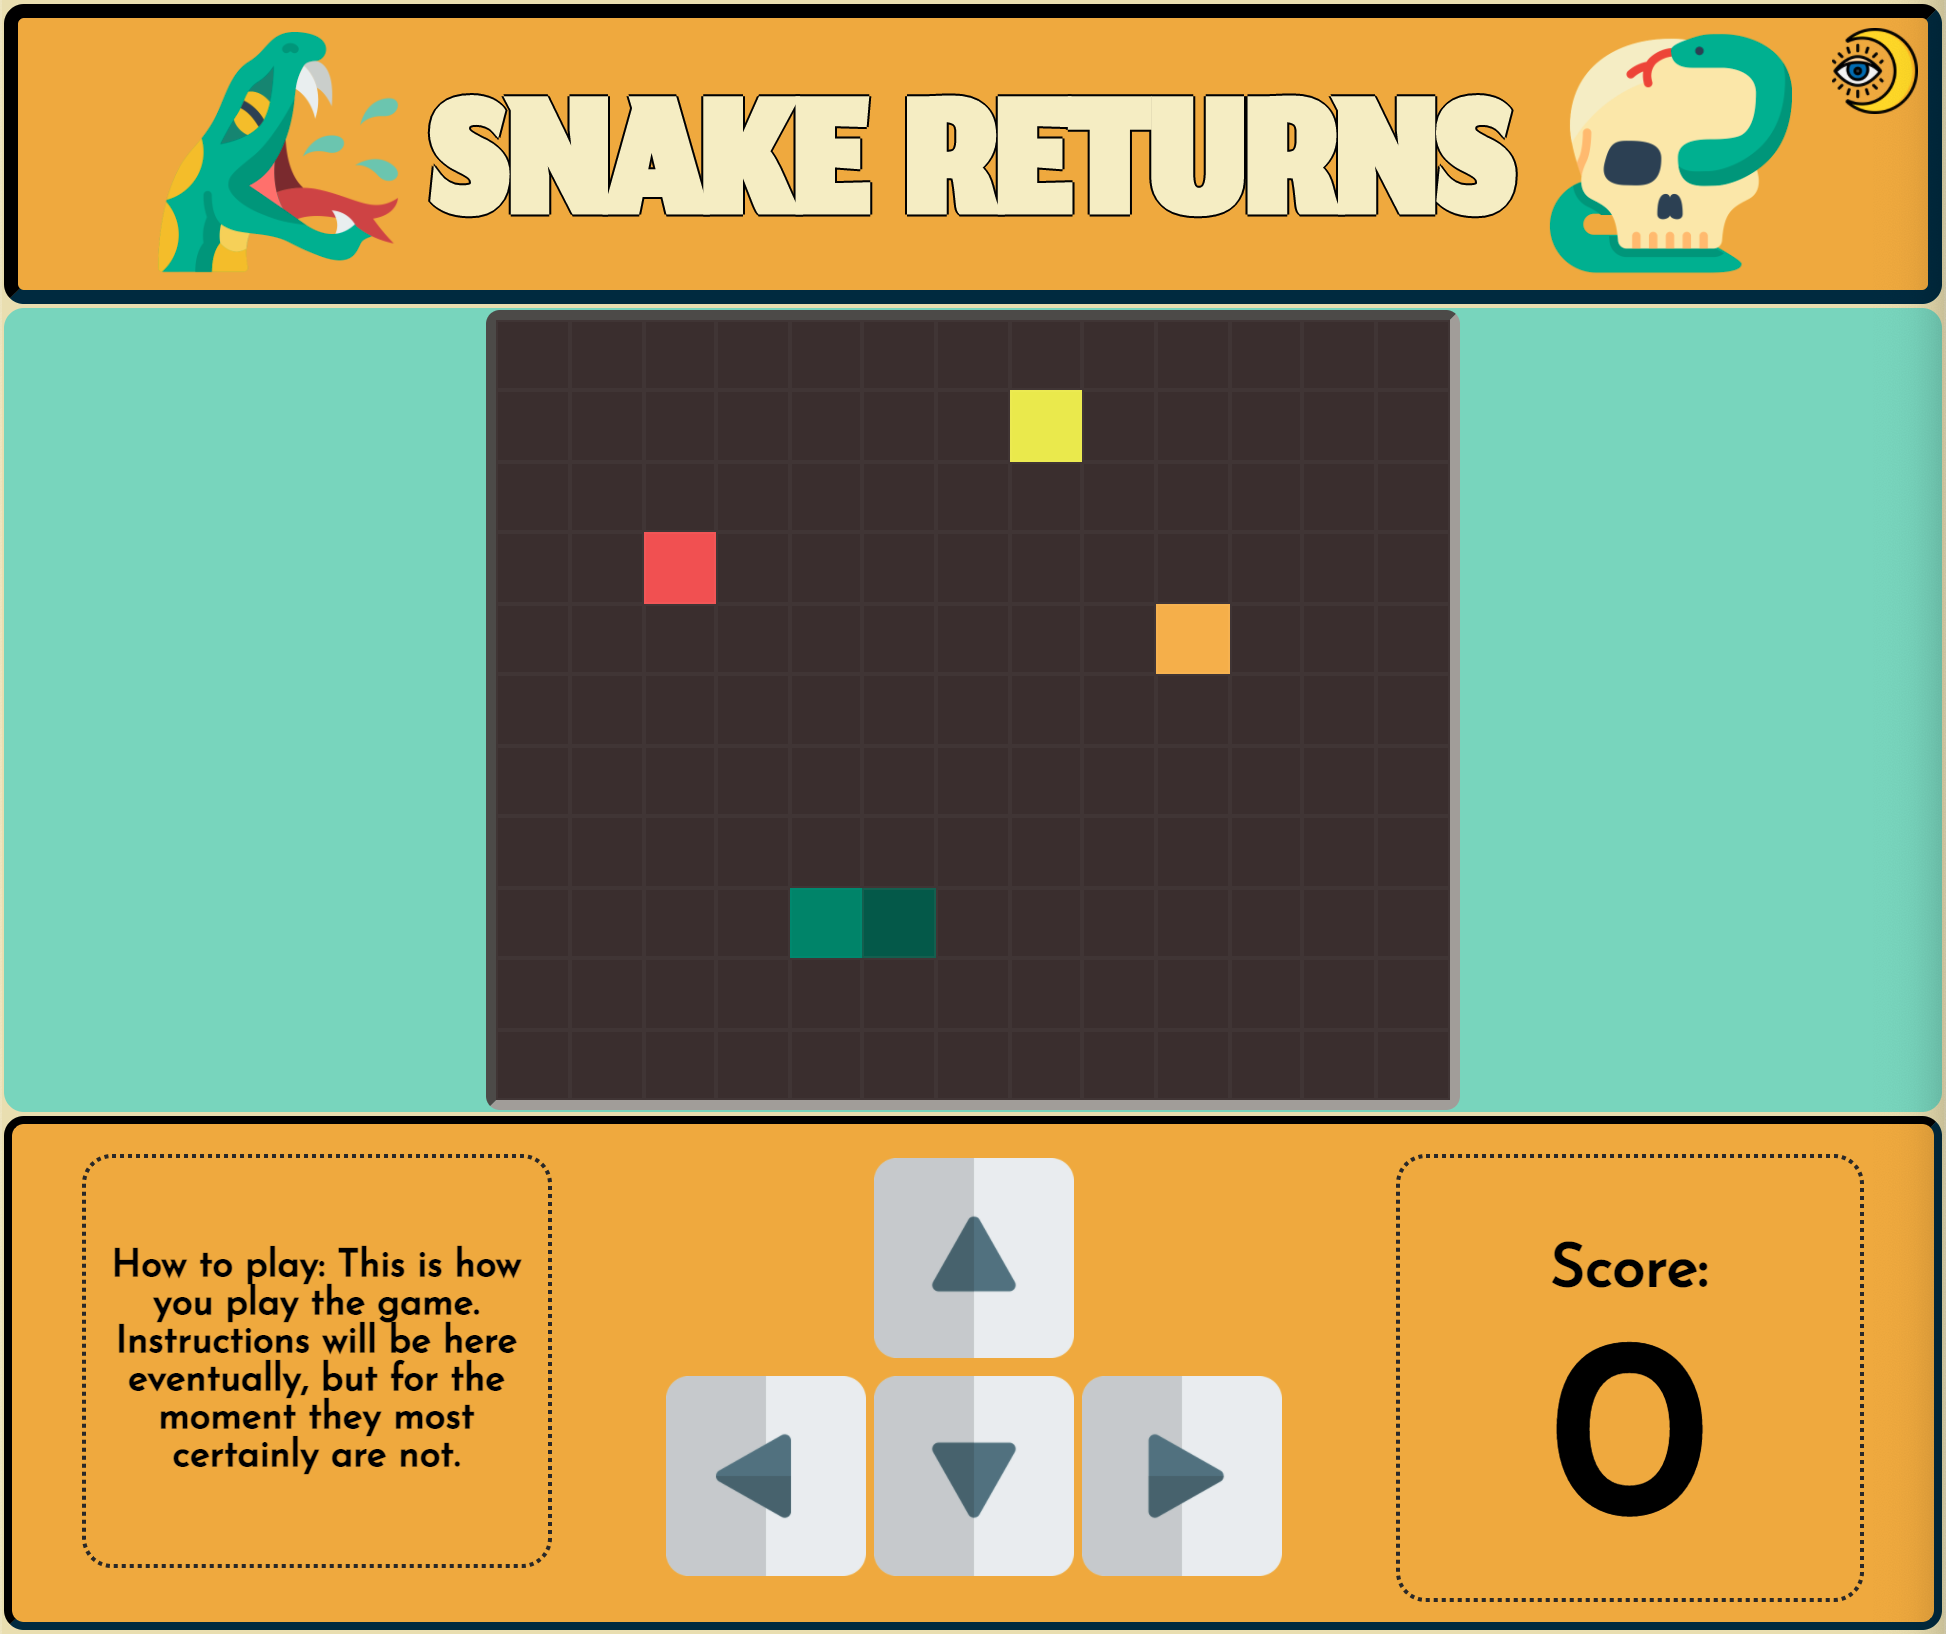 SNAKE RETURNS
How to play: This is how
you play the game.
Instructions will be here
eventually, but for the
moment they most
certainly are not.
Score:
0